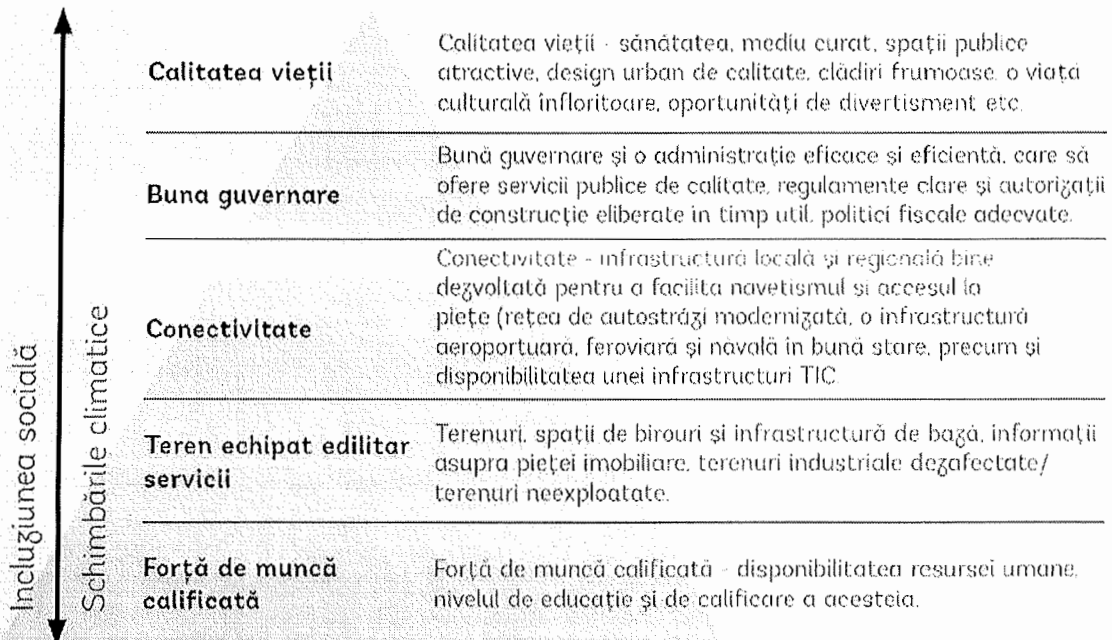 Incluziunea socială
Schimbările climatice
Calitatea vieții
Calitatea vieții - sănătatea, mediu curat, spații publice
atractive, design urban de calitate, clădiri frumoase, o viață
culturală înfloritoare, oportunități de divertisment etc.
Buna guvernare
Bună guvernare și o administrație eficace și eficientă, care să
ofere servicii publice de calitate, regulamente clare și autorizații
de construcție eliberate in timp util, politici fiscale adecvate.
Conectivitate
Conectivitate - infrastructură locală și regională bine
dezvoltată pentru a facilita navetismul si accesul la
piețe (rețea de autostrăzi modernizată, o infrastructură
aeroportuară, feroviară și navală in bună stare, precum și
disponibilitatea unei infrastructuri TIC
Teren echipat edilitar
servicii
Terenuri, spații de birouri și infrastructură de bază, informații
asupra pieței imobiliare, terenuri industriale dezafectate/
terenuri neexploatate.
Forță de muncă
calificată
Forță de muncă calificată - disponibilitatea resursei umane,
nivelul de educație și de calificare a acesteia.